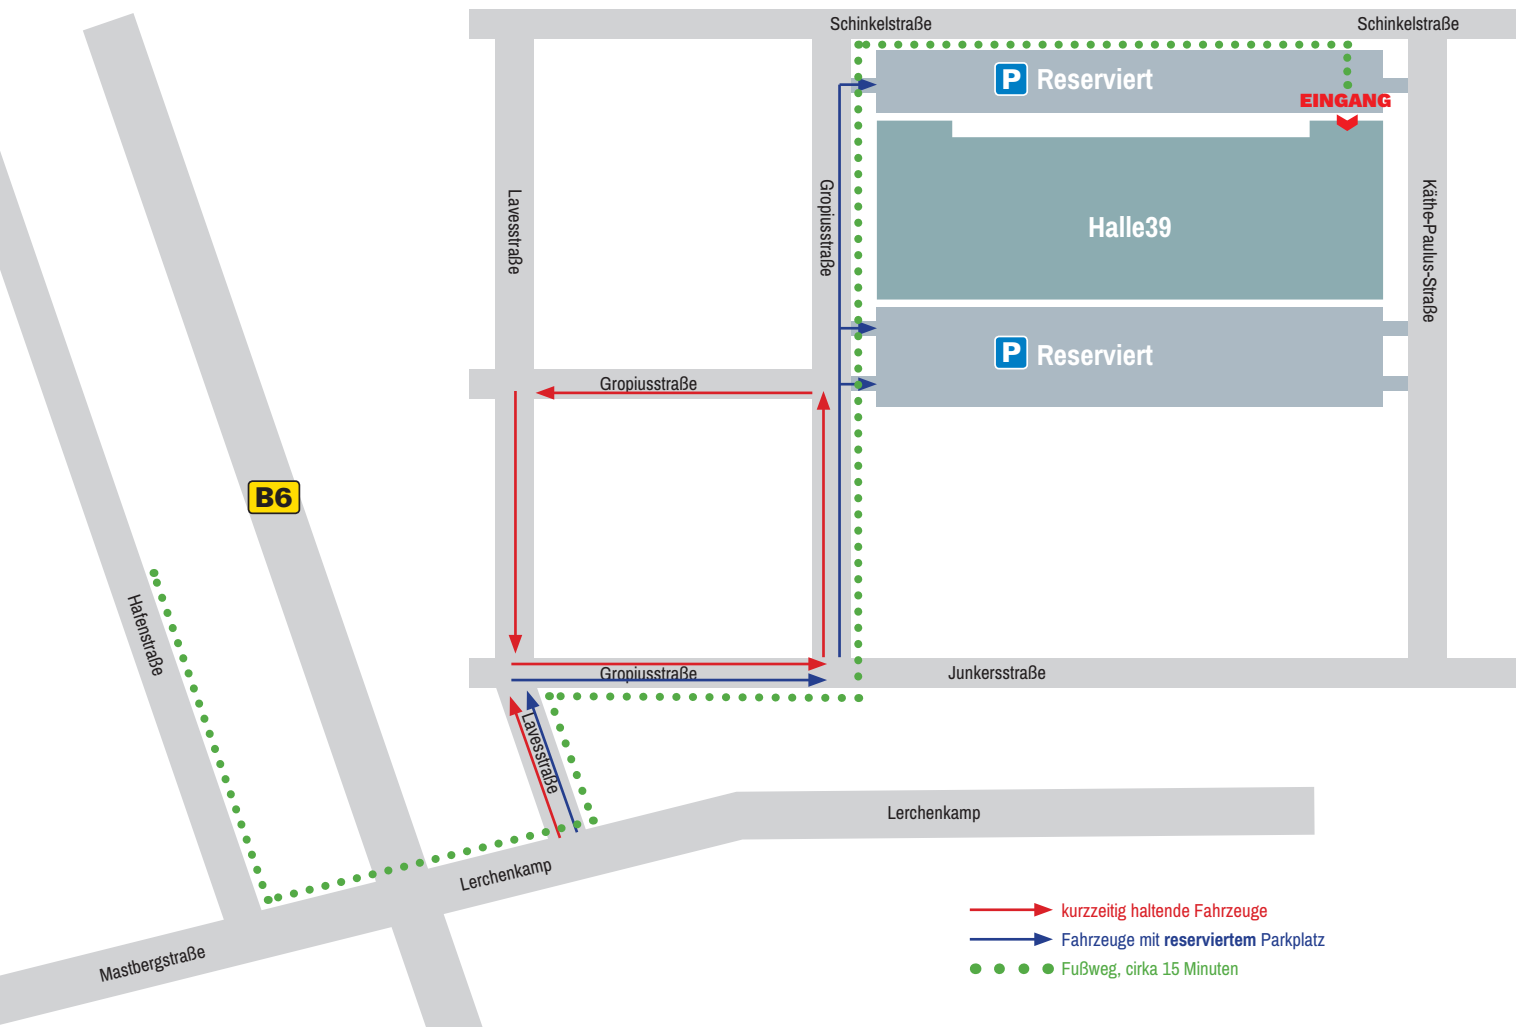 Schinkelstraße
Schinkelstraße
P Reserviert
EINGANG
Lavesstraße
Gropiusstraße
Halle39
Käthe-Paulus-Straße
P Reserviert
Gropiusstraße
B6
Hafenstraße
Gropiusstraße
Junkersstraße
Lavesstraße
Lerchenkamp
Lerchenkamp
Mastbergstraße
kurzzeitig haltende Fahrzeuge
Fahrzeuge mit reserviertem Parkplatz
Fußweg, cirka 15 Minuten